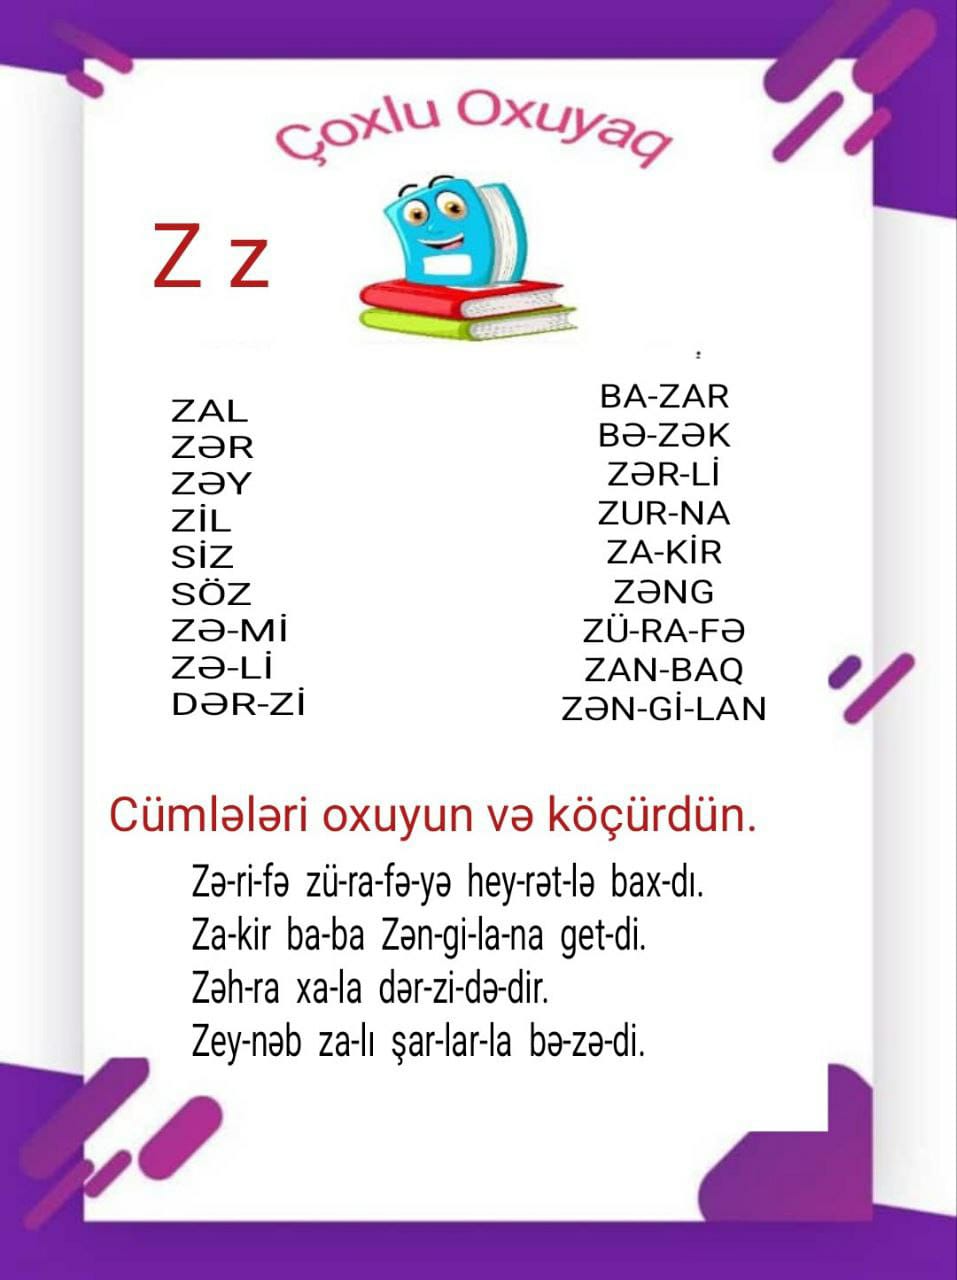 Çoxlu Oxuyaq
Z z
ZAL
ZƏR
ZƏY
ZİL
SİZ
SÖZ
ZƏ-Mİ
ZƏ-Lİ
DƏR-Zİ
BA-ZAR
BƏ-ZƏK
ZƏR-Lİ
ZUR-NA
ZA-KİR
ZƏNG
ZÜ-RA-FƏ
ZAN-BAQ
ZƏN-Gİ-LAN
Cümlələri oxuyun və köçürdün.
Zə-ri-fə zü-ra-fə-yə hey-rət-lə bax-dı.
Za-kir ba-ba Zən-gi-la-na get-di.
Zəh-ra xa-la dər-zi-də-dir.
Zey-nəb za-lı şar-lar-la bə-zə-di.